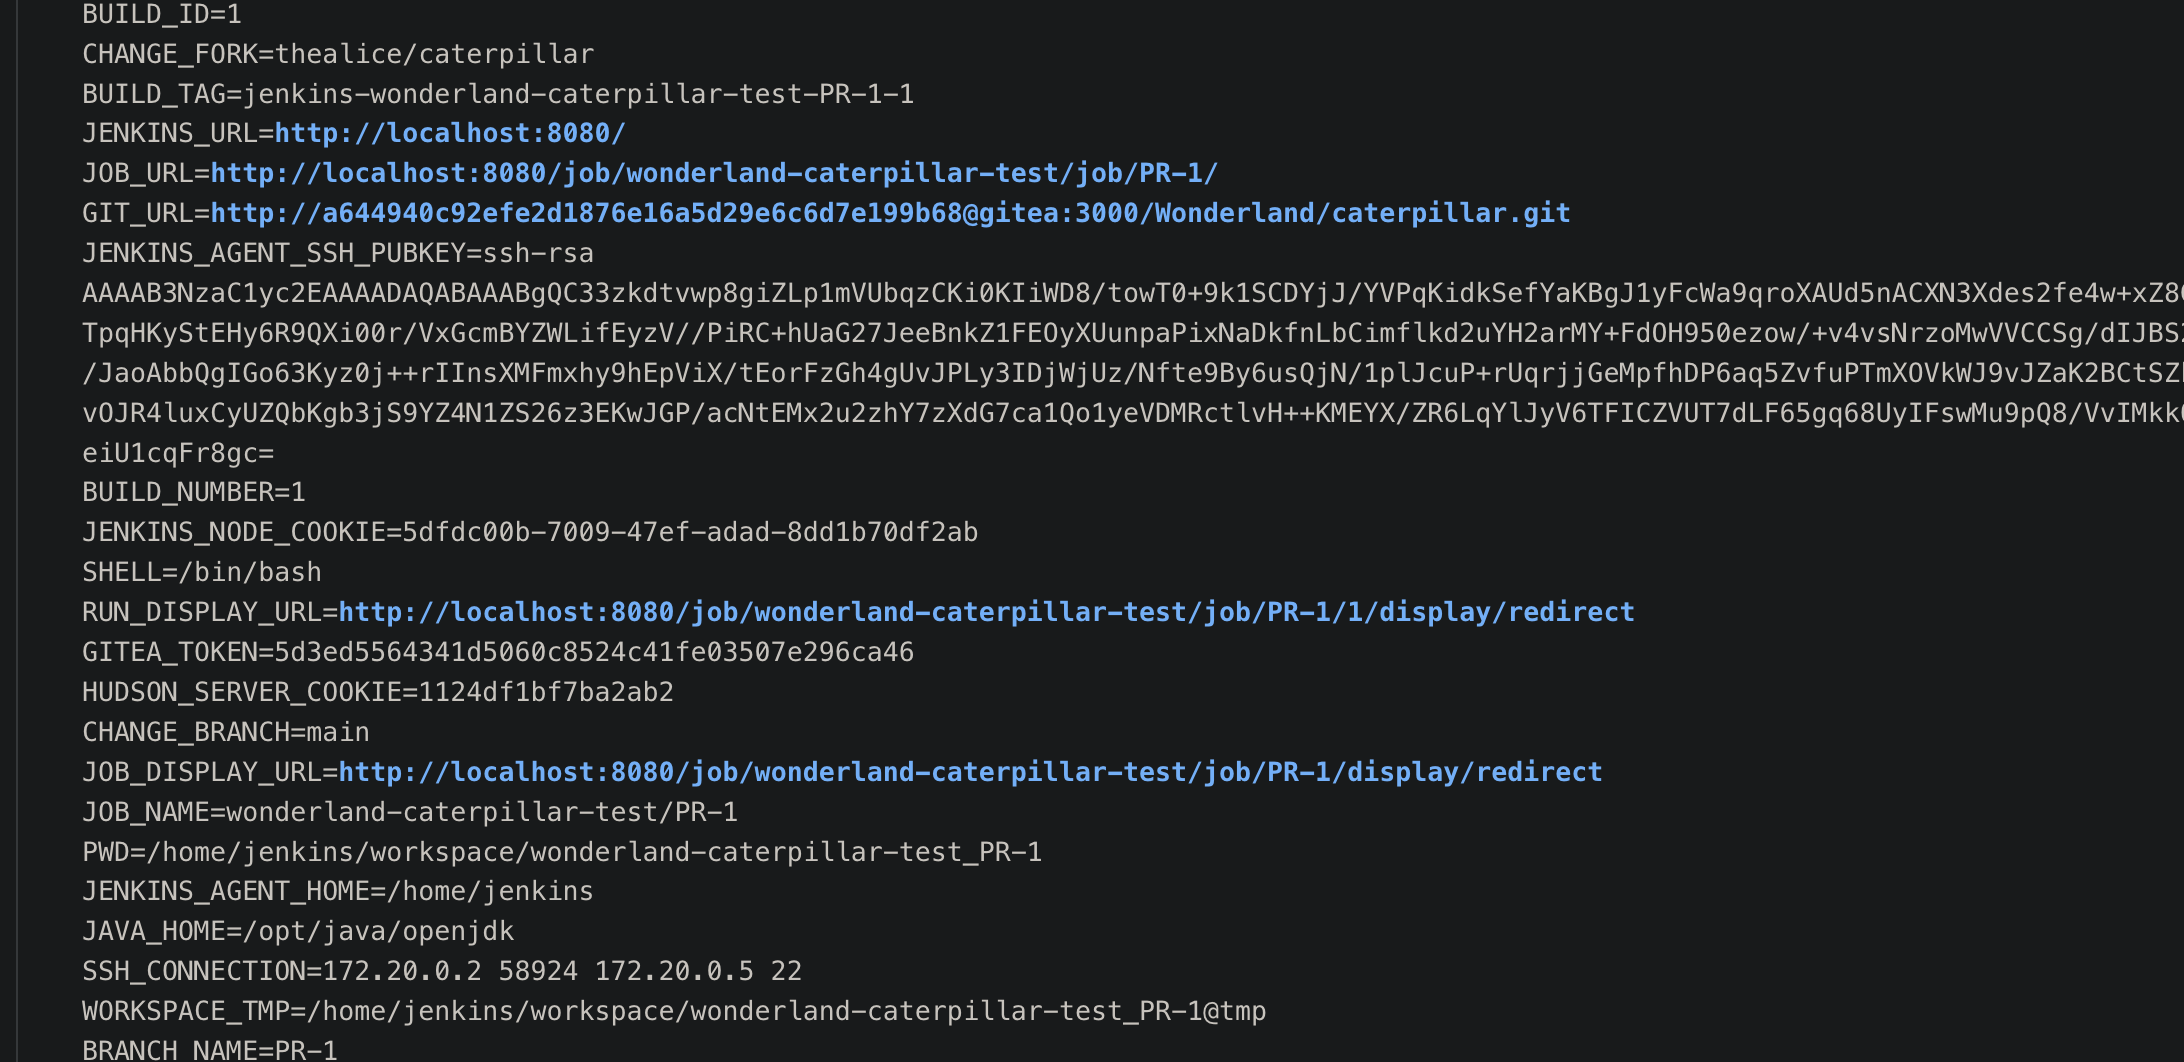 BUILD_ID=1
CHANGE_FORK=thealice/caterpillar
BUILD_TAG=jenkins-wonderland-caterpillar-test-PR-1-1
JENKINS_URL=http://localhost:8080/
JOB_URL=http://localhost:8080/job/wonderland-caterpillar-test/job/PR-1/
GIT_URL=http://a644940c92efe2d1876e16a5d29e6c6d7e199b68@gitea:3000/Wonderland/caterpillar.git
JENKINS_AGENT_SSH_PUBKEY=ssh-rsa
AAAAB3NzaC1yc2EAAAADAQABAAABgQC33zkdtvwp8giZLp1mVUbqzCKi0KIiWD8/towT0+9k1SCDYjJ/YVPqKidkSefYaKBgJ1yFcWa9qroXAUd5nACXN3Xdes2fe4w+xZ8
TpqHKyStEHy6R9QXi00r/VxGcmBYZWLifEyzV//PiRC+hUaG27JeeBnkZ1FEOyXUunpaPixNaDkfnLbCimflkd2uYH2arMY+FdOH950ezow/+v4vsNrzoMwVVCCSg/dIJBS
/JaoAbbQgIGo63Kyz0j++rIInsXMFmxhy9hEpViX/tEorFzGh4gUvJPLy3IDjWjUz/Nfte9By6usQjN/1plJcuP+rUqrjjGeMpfhDP6aq5ZvfuPTmXOVkWJ9vJZaK2BCtSZ
vOJR4luxCyUZQbKgb3jS9YZ4N1ZS26z3EKwJGP/acNtEMx2u2zhY7zXdG7ca1Qo1yeVDMRctlvH++KMEYX/ZR6LqYlJyV6TFICZVUT7dLF65gq68UyIFswMu9pQ8/VvIMkk
eiU1cqFr8gc=
BUILD_NUMBER=1
JENKINS_NODE_COOKIE=5dfdc00b-7009-47ef-adad-8dd1b70df2ab
SHELL=/bin/bash
RUN_DISPLAY_URL=http://localhost:8080/job/wonderland-caterpillar-test/job/PR-1/1/display/redirect
GITEA_TOKEN=5d3ed5564341d5060c8524c41fe03507e296ca46
HUDSON_SERVER_COOKIE=1124df1bf7ba2ab2
CHANGE_BRANCH=main
JOB_DISPLAY_URL=http://localhost:8080/job/wonderland-caterpillar-test/job/PR-1/display/redirect
JOB_NAME=wonderland-caterpillar-test/PR-1
PWD=/home/jenkins/workspace/wonderland-caterpillar-test_PR-1
JENKINS_AGENT_HOME=/home/jenkins
JAVA_HOME=/opt/java/openjdk
SSH_CONNECTION=172.20.0.2 58924 172.20.0.5 22
WORKSPACE_TMP=/home/jenkins/workspace/wonderland-caterpillar-test_PR-1@tmp
BRANCH_NAME=PR-1